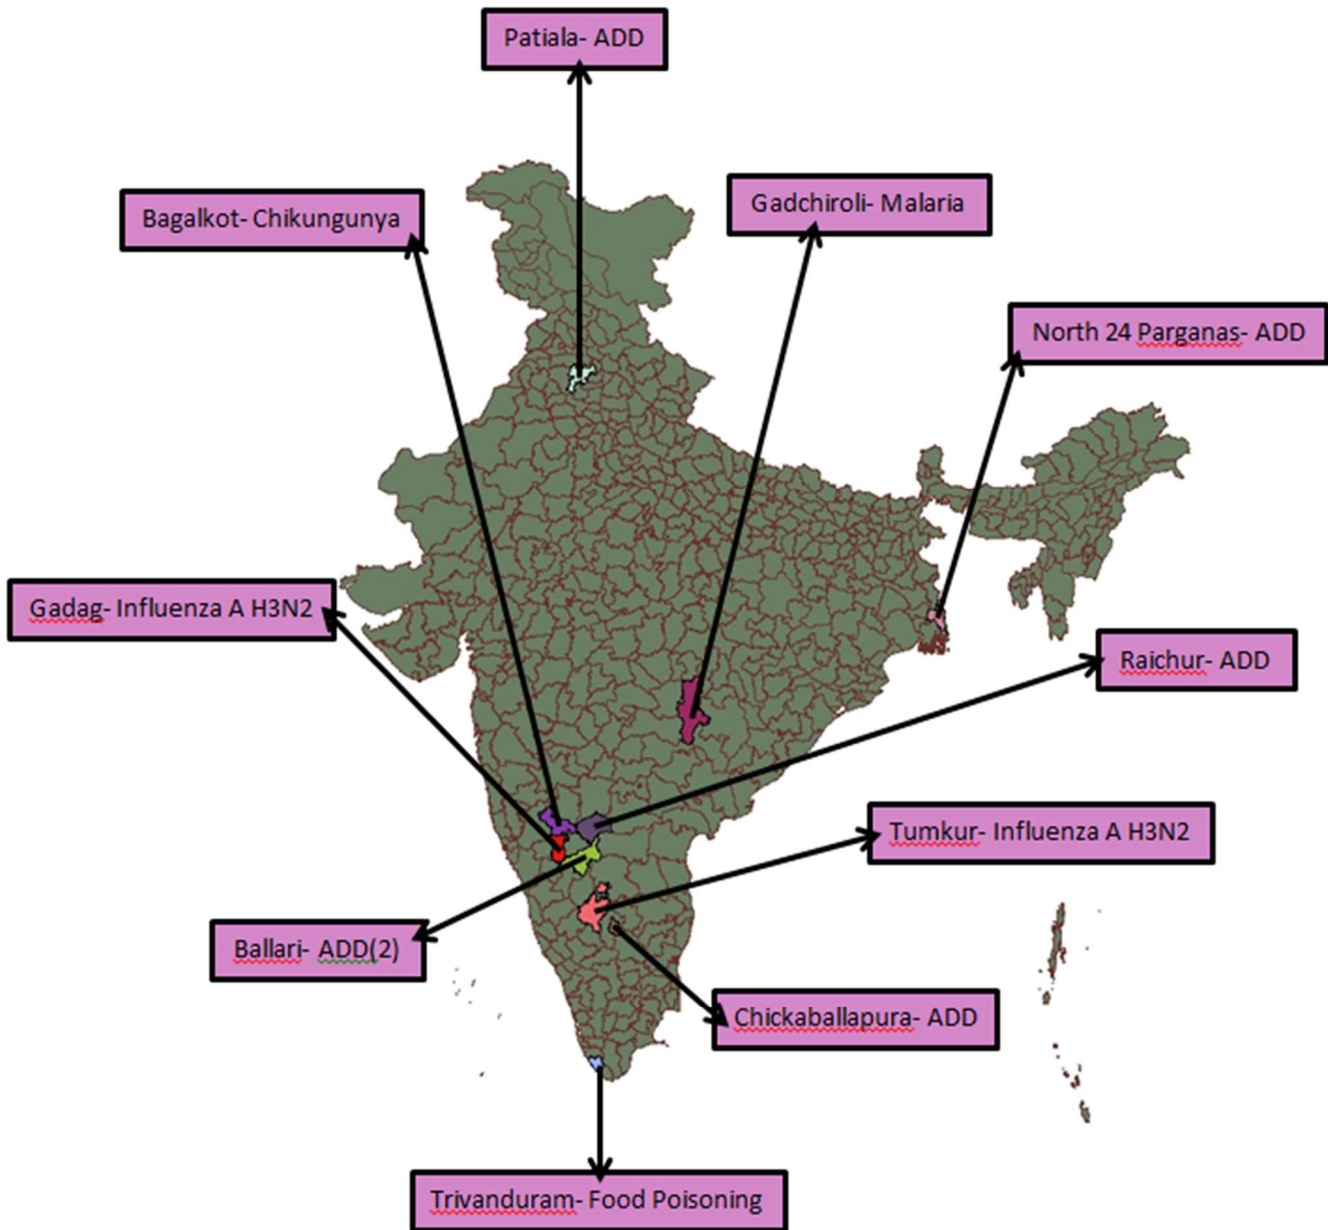 Patiala- ADD
Bagalkot- Chikungunya
Gadchiroli- Malaria
North 24 Parganas- ADD
Gadag- Influenza A H3N2
Raichur- ADD
Tumkur- Influenza A H3N2
Ballari- ADD(2)
Chickaballapura- ADD
Trivanduram- Food Poisoning